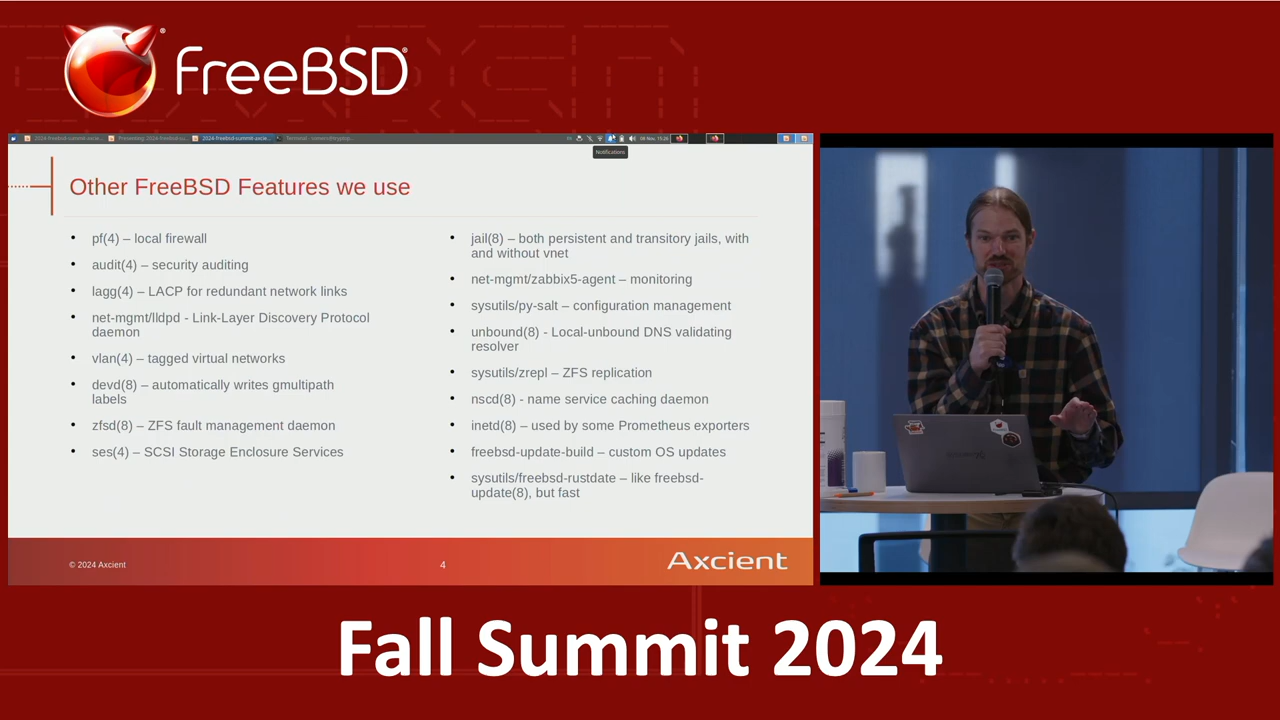 FreeBSD®
Notifications
08 Nov, 15:26
Other FreeBSD Features we use
• pf(4) – local firewall
• audit(4) – security auditing
• lagg(4) – LACP for redundant network links
• net-mgmt/lldpd - Link-Layer Discovery Protocol
daemon
• vlan(4) – tagged virtual networks
• devd(8) – automatically writes gmultipath
labels
• zfsd(8) – ZFS fault management daemon
• ses(4) – SCSI Storage Enclosure Services
• jail(8) – both persistent and transitory jails, with
and without vnet
• net-mgmt/zabbix5-agent – monitoring
• sysutils/py-salt – configuration management
• unbound(8) - Local-unbound DNS validating
resolver
• sysutils/zrepl – ZFS replication
• nscd(8) - name service caching daemon
• inetd(8) – used by some Prometheus exporters
• freebsd-update-build – custom OS updates
• sysutils/freebsd-rustdate – like freebsd-
update(8), but fast
© 2024 Axcient
4
Axcient
Fall Summit 2024